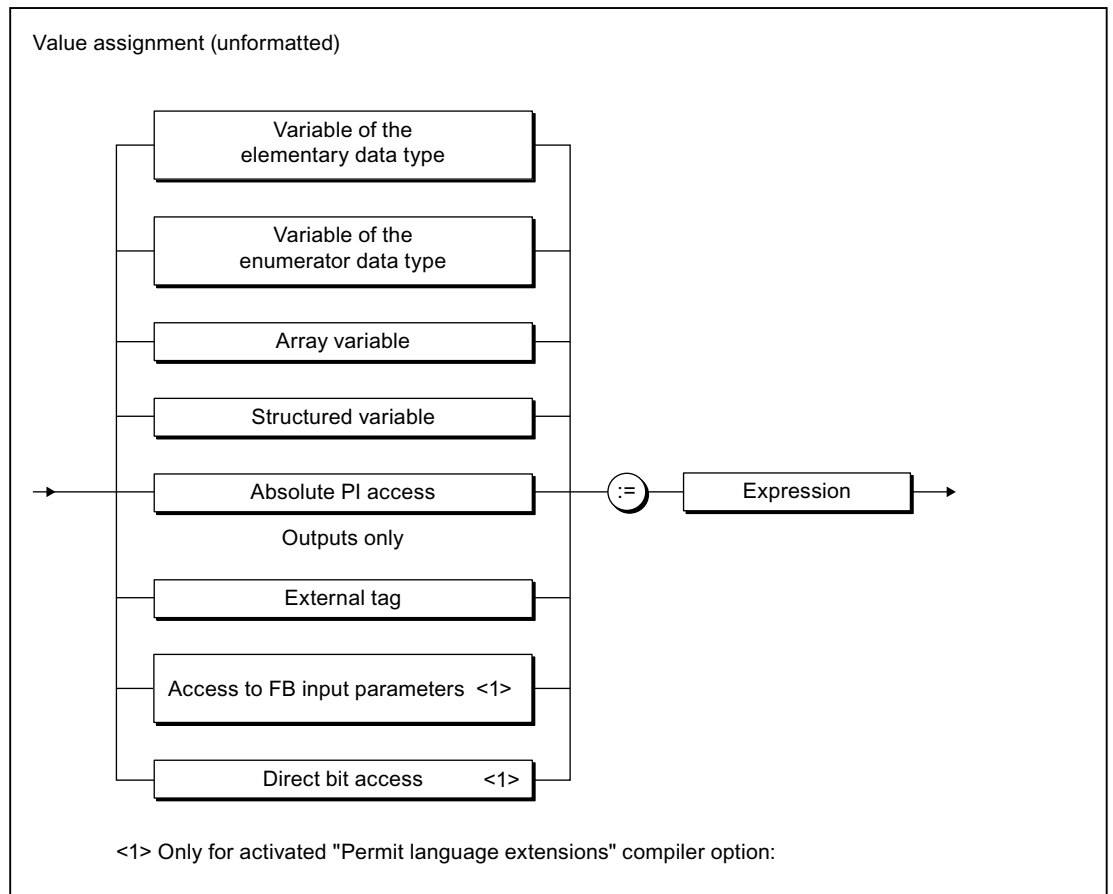 Value assignment (unformatted)
Variable of the
elementary data type
Variable of the
enumerator data type
Array variable
Structured variable
Absolute PI access
:=
Expression
Outputs only
External tag
Access to FB input parameters <1>
Direct bit access <1>
<1> Only for activated "Permit language extensions" compiler option: